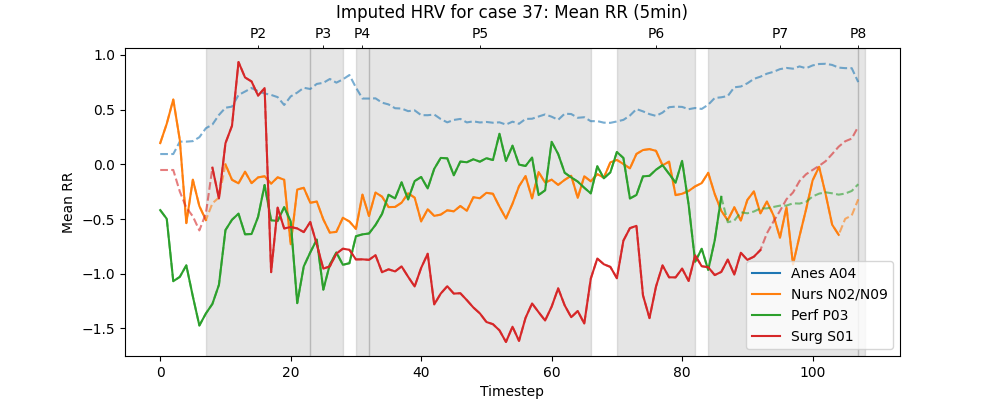 Imputed HRV for case 37: Mean RR (5min)
P2 P3 P4 P5 P6 P7 P8
1.0
0.5
0.0
−0.5
−1.0
−1.5
Mean RR
0 20 40 60 80 100
Timestep
Anes A04
Nurs N02/N09
Perf P03
Surg S01